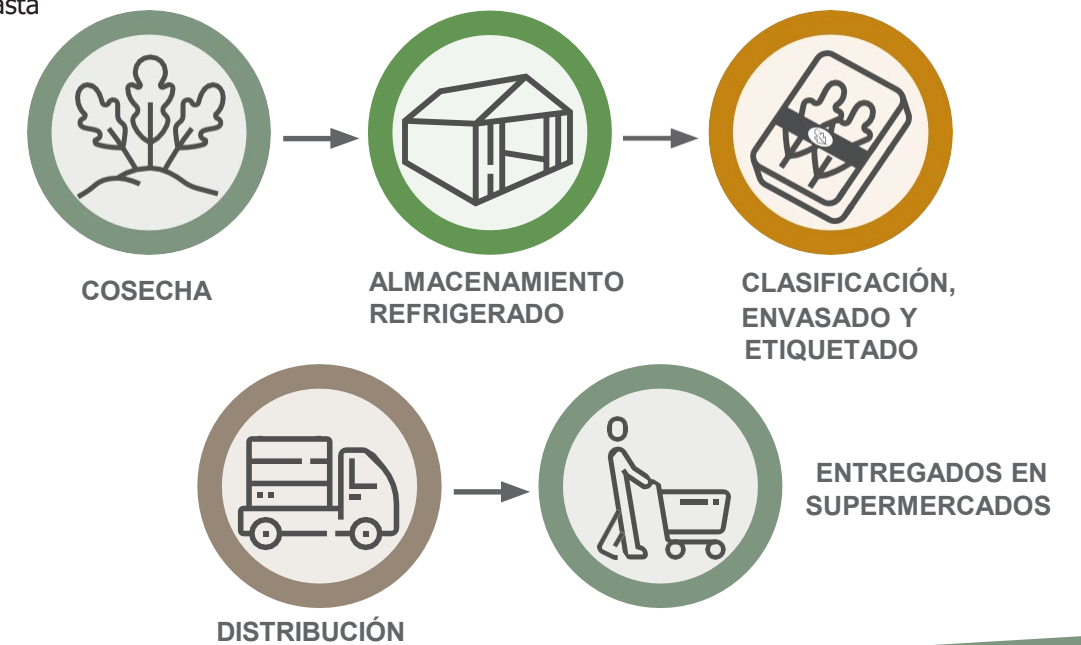 COSECHA
ALMACENAMIENTO
REFRIGERADO
CLASIFICACIÓN,
ENVASADO Y
ETIQUETADO
DISTRIBUCIÓN
ENTREGADOS EN
SUPERMERCADOS